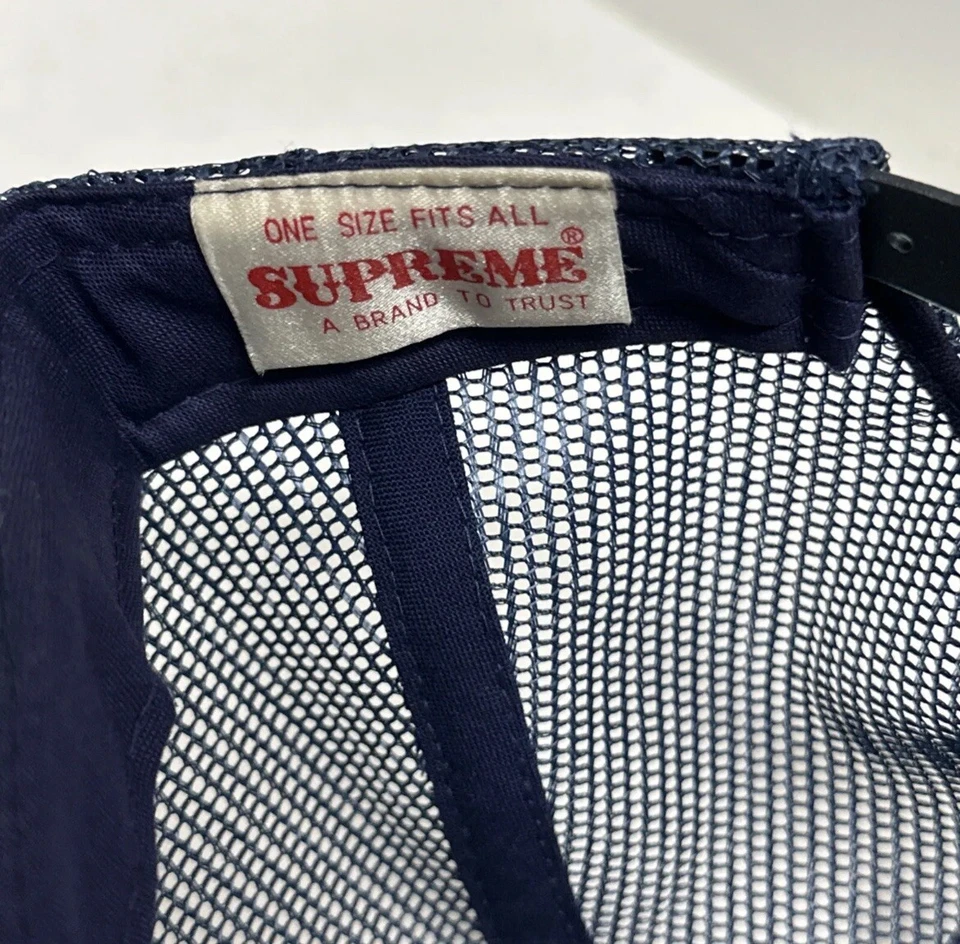 ONE SIZE FITS ALL
SUPREME®
A BRAND TO TRUST